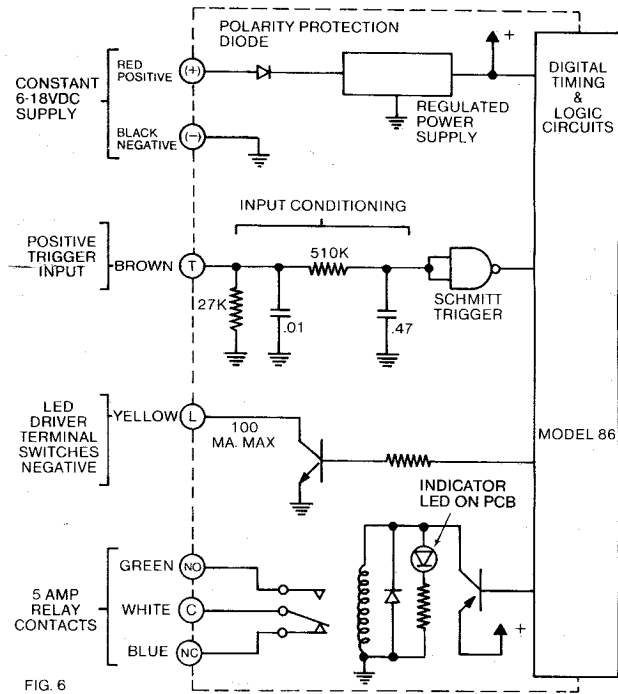 POLARITY PROTECTION
DIODE
CONSTANT
6-18VDC
SUPPLY
RED
POSITIVE
(+)
BLACK
NEGATIVE
(−)
REGULATED
POWER
SUPPLY
+
DIGITAL
TIMING
&
LOGIC
CIRCUITS
INPUT CONDITIONING
POSITIVE
TRIGGER
INPUT
BROWN
T
27K
.01
510K
.47
SCHMITT
TRIGGER
LED
DRIVER
TERMINAL
SWITCHES
NEGATIVE
YELLOW
L
100
MA. MAX
MODEL 86
INDICATOR
LED ON PCB
5 AMP
RELAY
CONTACTS
GREEN
NO
WHITE
C
BLUE
NC
+
FIG. 6